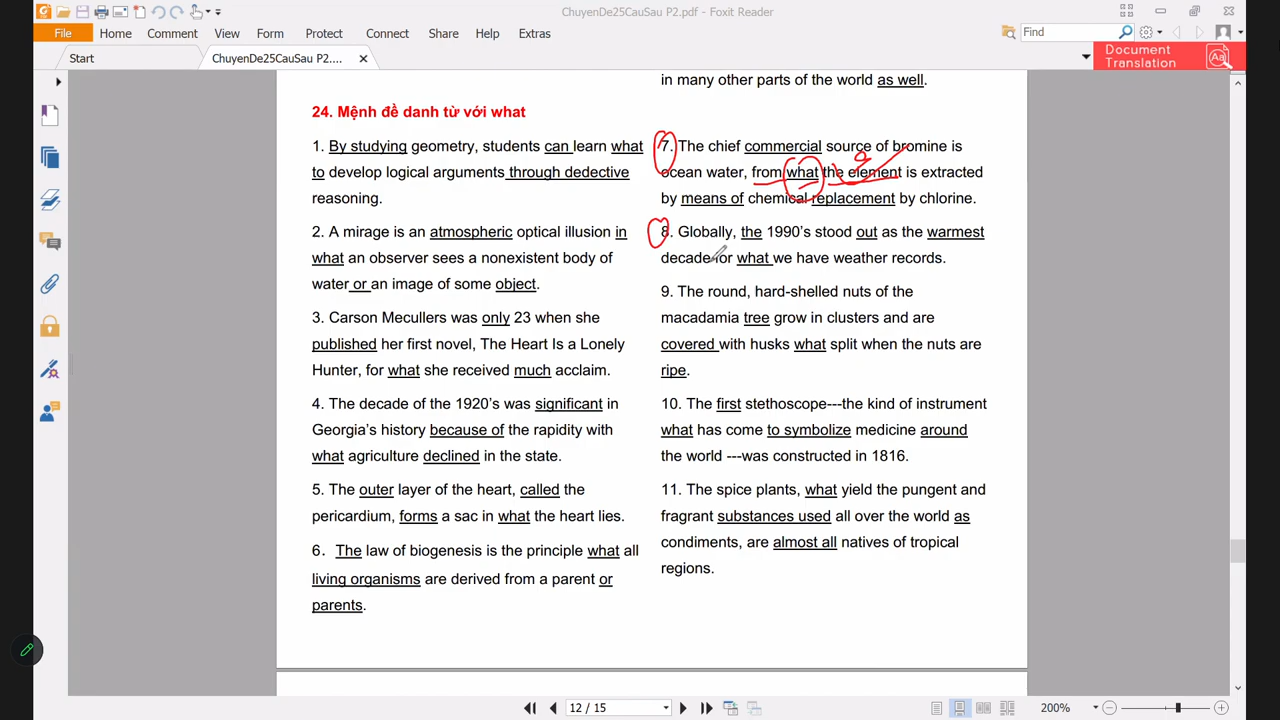 ChuyenDe25CauSau P2.pdf - Foxit Reader
File Home Comment View Form Protect Connect Share Help Extras Find
Start ChuyenDe25CauSau P2....
Document
Translation
in many other parts of the world as well.
24. Mệnh đề danh từ với what
1. By studying geometry, students can learn what
to develop logical arguments through dedective
reasoning.
2. A mirage is an atmospheric optical illusion in
what an observer sees a nonexistent body of
water or an image of some object.
3. Carson Mecullers was only 23 when she
published her first novel, The Heart Is a Lonely
Hunter, for what she received much acclaim.
4. The decade of the 1920's was significant in
Georgia's history because of the rapidity with
what agriculture declined in the state.
5. The outer layer of the heart, called the
pericardium, forms a sac in what the heart lies.
6. The law of biogenesis is the principle what all
living organisms are derived from a parent or
parents.
7. The chief commercial source of bromine is
ocean water, from what the element is extracted
by means of chemical replacement by chlorine.
8. Globally, the 1990's stood out as the warmest
decade for what we have weather records.
9. The round, hard-shelled nuts of the
macadamia tree grow in clusters and are
covered with husks what split when the nuts are
ripe.
10. The first stethoscope---the kind of instrument
what has come to symbolize medicine around
the world ---was constructed in 1816.
11. The spice plants, what yield the pungent and
fragrant substances used all over the world as
condiments, are almost all natives of tropical
regions.
12 / 15
200%